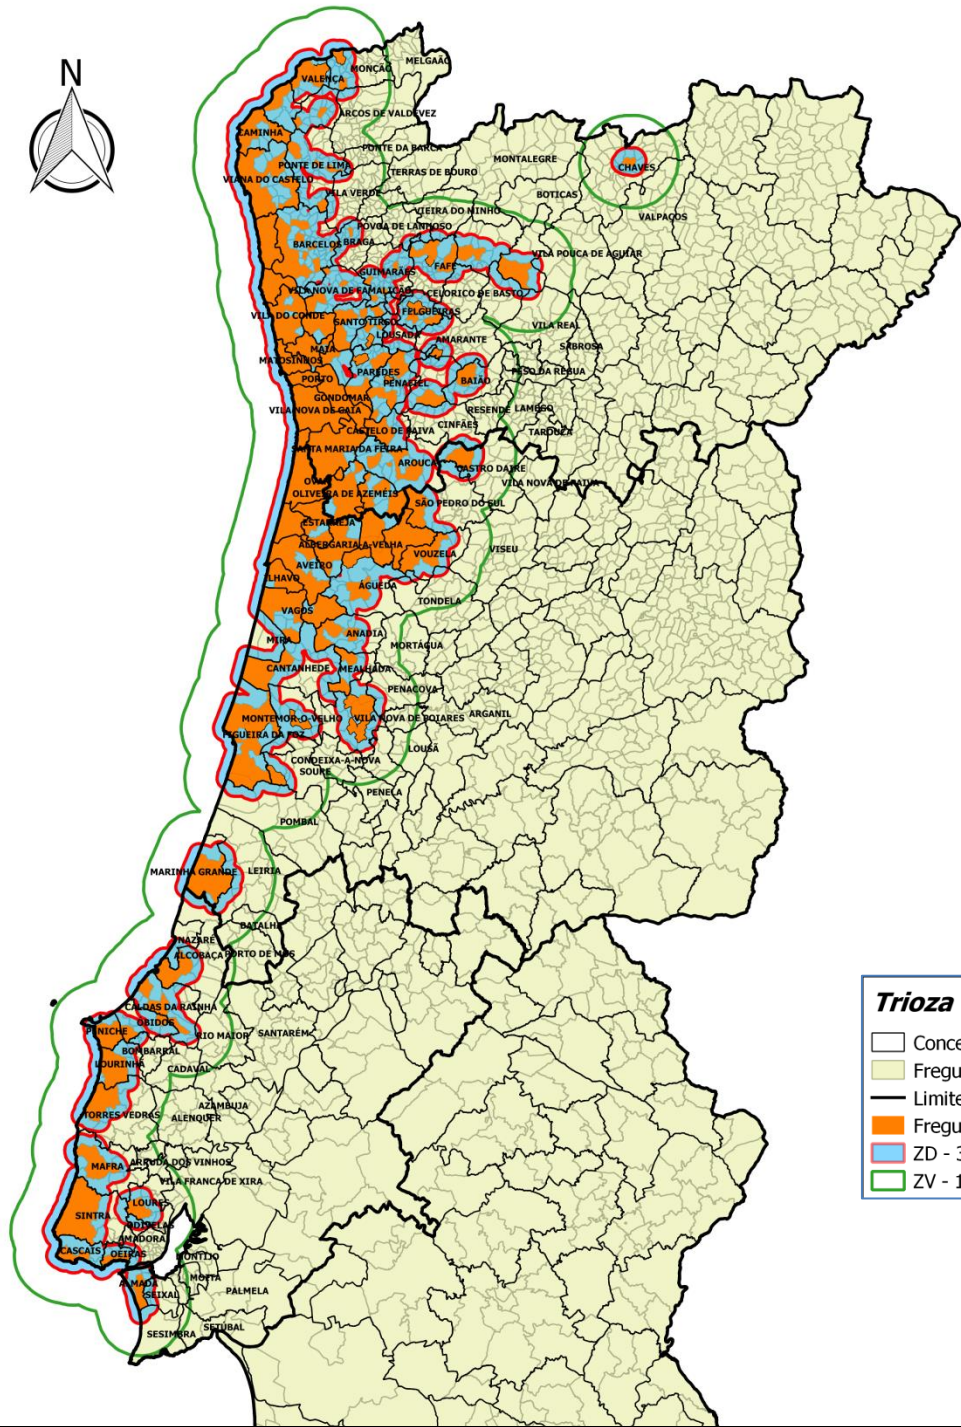 N
MELGAÃO
MONÇÃO
VALENÇA
ARCOS DE VALDEVEZ
CAMINHA
PONTE DA BARCA
MONTALEGRE
CHAVES
PONTE DE LIMA
TERRAS DE BOURO
VIANA DO CASTELO
BOTICAS
VILA VERDE
VIEIRA DO MINHO
VALPAÇOS
PÓVOA DE LANHOSO
BARCELOS
BRAGA
VILA POUCA DE AGUIAR
FAFE
GUIMARÃES
VILA NOVA DE FAMALICÃO
CELORICO DE BASTO
FELGUEIRAS
VILA DO CONDE
SANTO TIRSO
VILA REAL
LOUSADA
AMARANTE
SABROSA
MAIA
MATOSINHOS
PAREDES
PESO DA RÉGUA
PORTO
PENAFIEL
BAIÃO
GONDOMAR
VILA NOVA DE GAIA
RESENDE
LAMEGO
CINFÃES
CASTELO DE PAIVA
TAROUCA
SANTA MARIA DA FEIRA
AROUCA
CASTRO DAIRE
OVAR
VILA NOVA DE PAIVA
OLIVEIRA DE AZEMÉIS
SÃO PEDRO DO SUL
ESTARREJA
ALBERGARIA-A-VELHA
VOUZELA
VISEU
AVEIRO
ÍLHAVO
ÁGUEDA
TONDELA
VAGOS
ANADIA
MIRA
MORTÁGUA
CANTANHEDE
MEALHADA
PENACOVA
MONTEMOR-O-VELHO
VILA NOVA DE POIARES
ARGANIL
FIGUEIRA DA FOZ
LOUSÃ
CONDEIXA-A-NOVA
SOURE
PENELA
POMBAL
MARINHA GRANDE
LEIRIA
BATALHA
NAZARÉ
ALCOBAÇA
PORTO DE MÓS
CALDAS DA RAINHA
ÓBIDOS
PENICHE
RIO MAIOR
SANTARÉM
BOMBARRAL
LOURINHÃ
CADAVAL
AZAMBUJA
TORRES VEDRAS
ALENQUER
MAFRA
ARRUDA DOS VINHOS
VILA FRANCA DE XIRA
LOURES
SINTRA
ODIVELAS
AMADORA
CASCAIS
OEIRAS
MONTIJO
MOITA
ALMADA
SEIXAL
PALMELA
SESIMBRA
SETÚBAL
Trioza
Conce
Fregu
Limite
Fregu
ZD - 3
ZV - 1